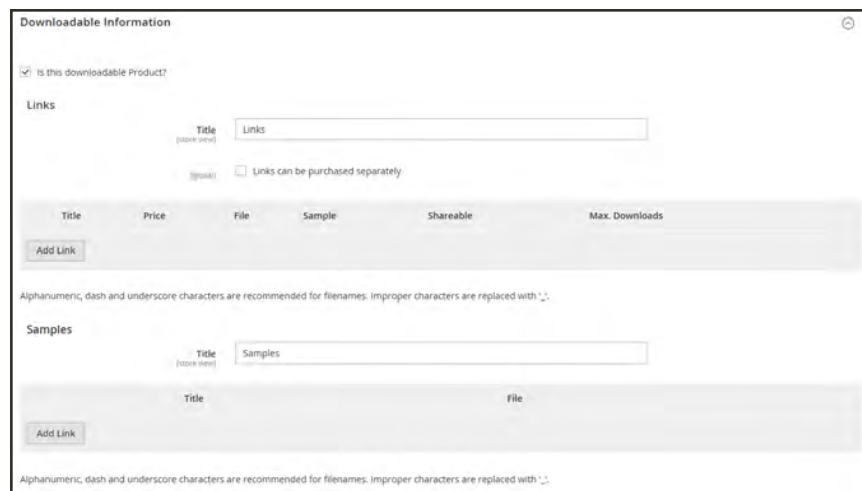 Downloadable Information
Is this downloadable Product?
Links
Title Links
[store view]
[global] Links can be purchased separately
Title Price File Sample Shareable Max. Downloads
Add Link
Alphanumeric, dash and underscore characters are recommended for filenames. Improper characters are replaced with '_'.
Samples
Title Samples
[store view]
Title File
Add Link
Alphanumeric, dash and underscore characters are recommended for filenames. Improper characters are replaced with '_'.